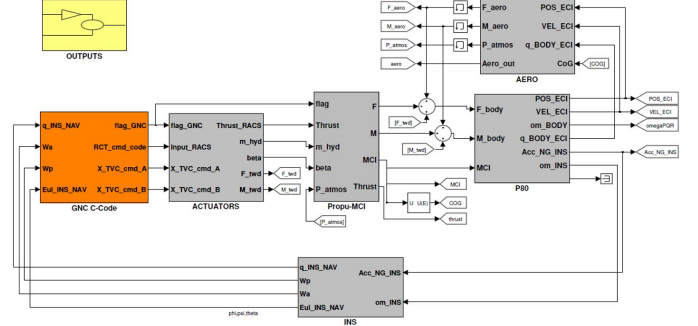 F_aero
F_aero
POS_ECI
M_aero
M_aero
VEL_ECI
P_atmos
P_atmos
q_BODY_ECI
aero
Aero_out
CoG
[COG]
AERO
OUTPUTS
q_INS_NAV
flag_GNC
Wa
RCT_cmd_code
Wp
X_TVC_cmd_A
Eul_INS_NAV
X_TVC_cmd_B
GNC C-Code
flag_GNC
Thrust_RACS
Input_RACS
m_hyd
beta
X_TVC_cmd_A
F_twd
F_twd
X_TVC_cmd_B
M_twd
M_twd
ACTUATORS
flag
F
Thrust
M
m_hyd
MCI
beta
P_atmos
Thrust
Propu-MCI
[P_atmos]
[F_twd]
[M_twd]
MCI
U U(E)
COG
thrust
F_body
POS_ECI
VEL_ECI
om_BODY
M_body
q_BODY_ECI
Acc_NG_INS
om_INS
MCI
P80
POS_ECI
VEL_ECI
omegaPQR
Acc_NG_INS
q_INS_NAV
Acc_NG_INS
Wp
Wa
om_INS
Eul_INS_NAV
INS
phi,psi,theta